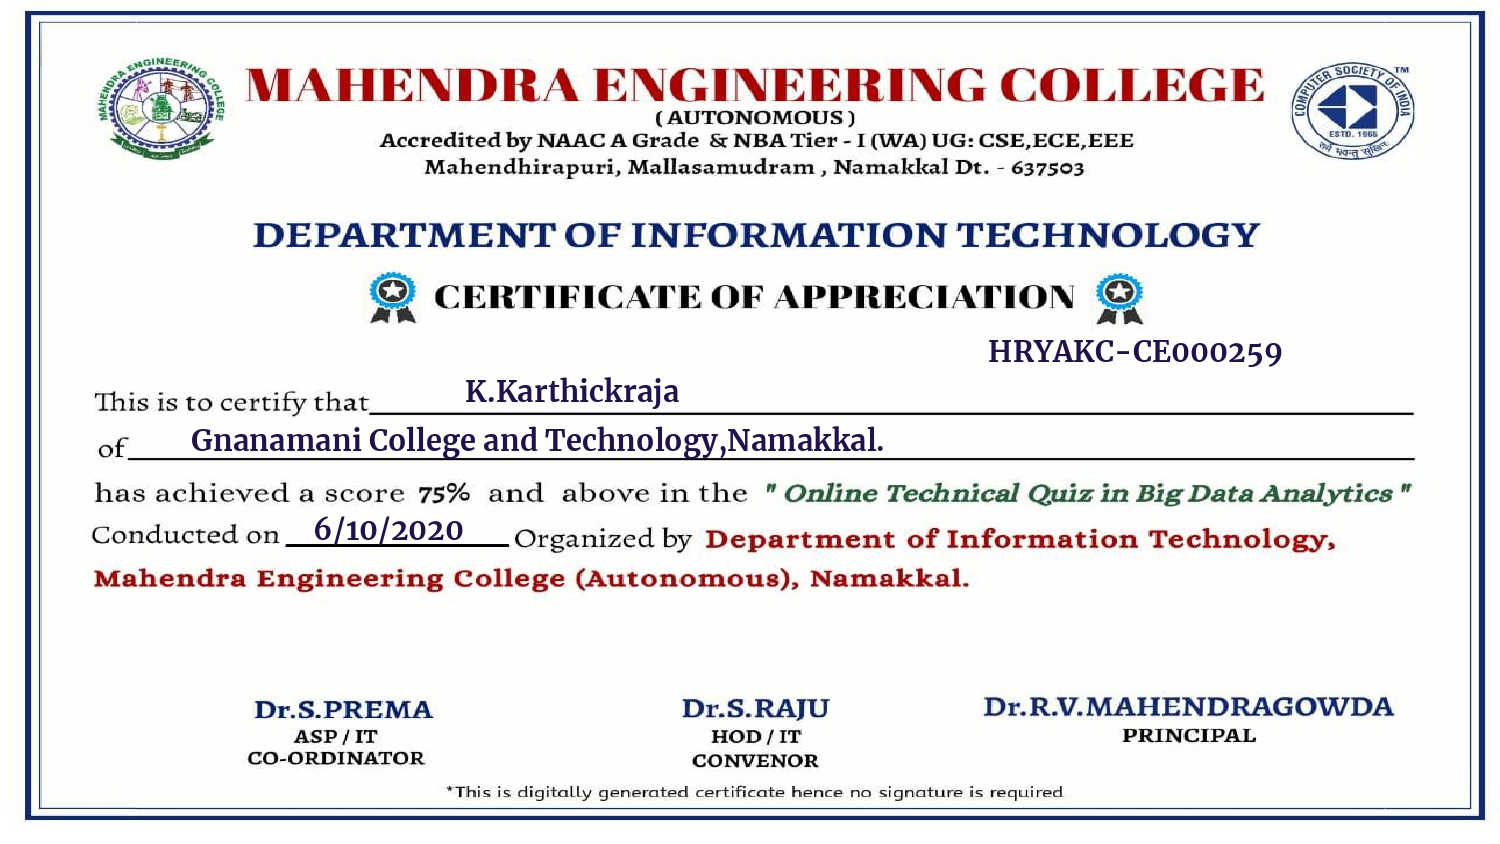 MAHENDRA ENGINEERING COLLEGE
MAHENDRA ENGINEERING COLLEGE
( AUTONOMOUS )
Accredited by NAAC A Grade & NBA Tier - I (WA) UG: CSE,ECE,EEE
Mahendhirapuri, Mallasamudram , Namakkal Dt. - 637503
COMPUTER SOCIETY OF INDIA
TM
ESTD. 1965
DEPARTMENT OF INFORMATION TECHNOLOGY
CERTIFICATE OF APPRECIATION
HRYAKC-CE000259
This is to certify that K.Karthickraja
of Gnanamani College and Technology,Namakkal.
has achieved a score 75% and above in the " Online Technical Quiz in Big Data Analytics "
Conducted on 6/10/2020 Organized by Department of Information Technology,
Mahendra Engineering College (Autonomous), Namakkal.
Dr.S.PREMA
ASP / IT
CO-ORDINATOR
Dr.S.RAJU
HOD / IT
CONVENOR
Dr.R.V.MAHENDRAGOWDA
PRINCIPAL
*This is digitally generated certificate hence no signature is required